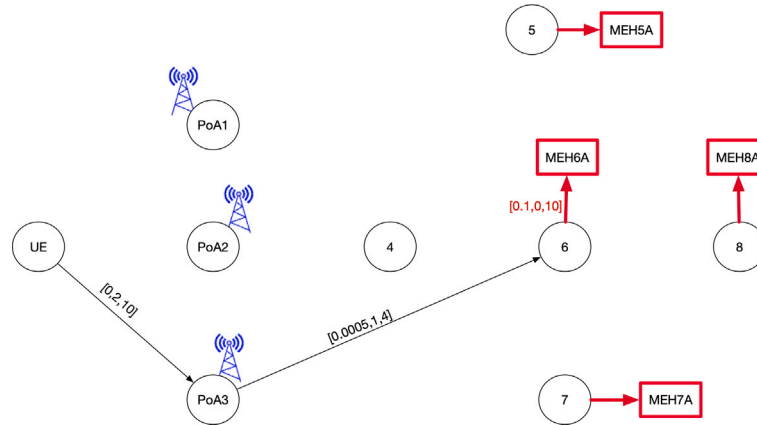 5
MEH5A
PoA1
MEH6A
MEH8A
[0.1,0,10]
UE
PoA2
4
6
8
[0,2,10]
[0.0005,1,4]
PoA3
7
MEH7A